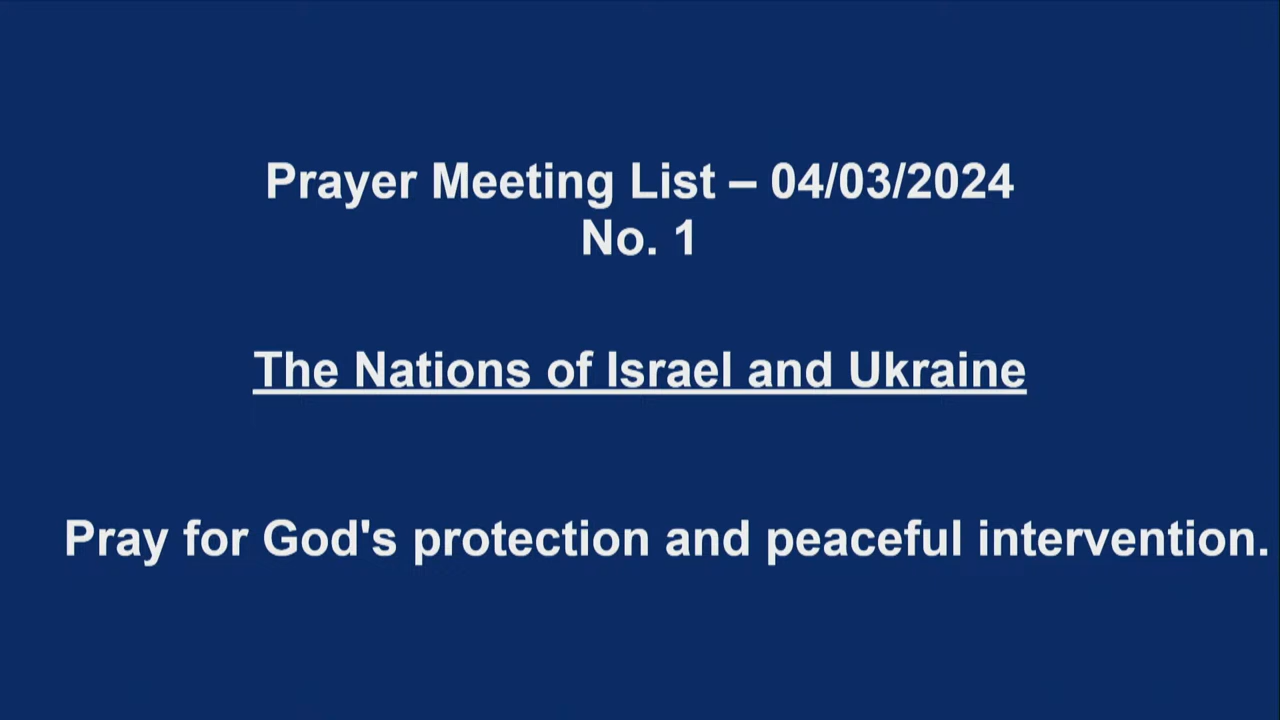 Prayer Meeting List – 04/03/2024
No. 1
The Nations of Israel and Ukraine
Pray for God's protection and peaceful intervention.